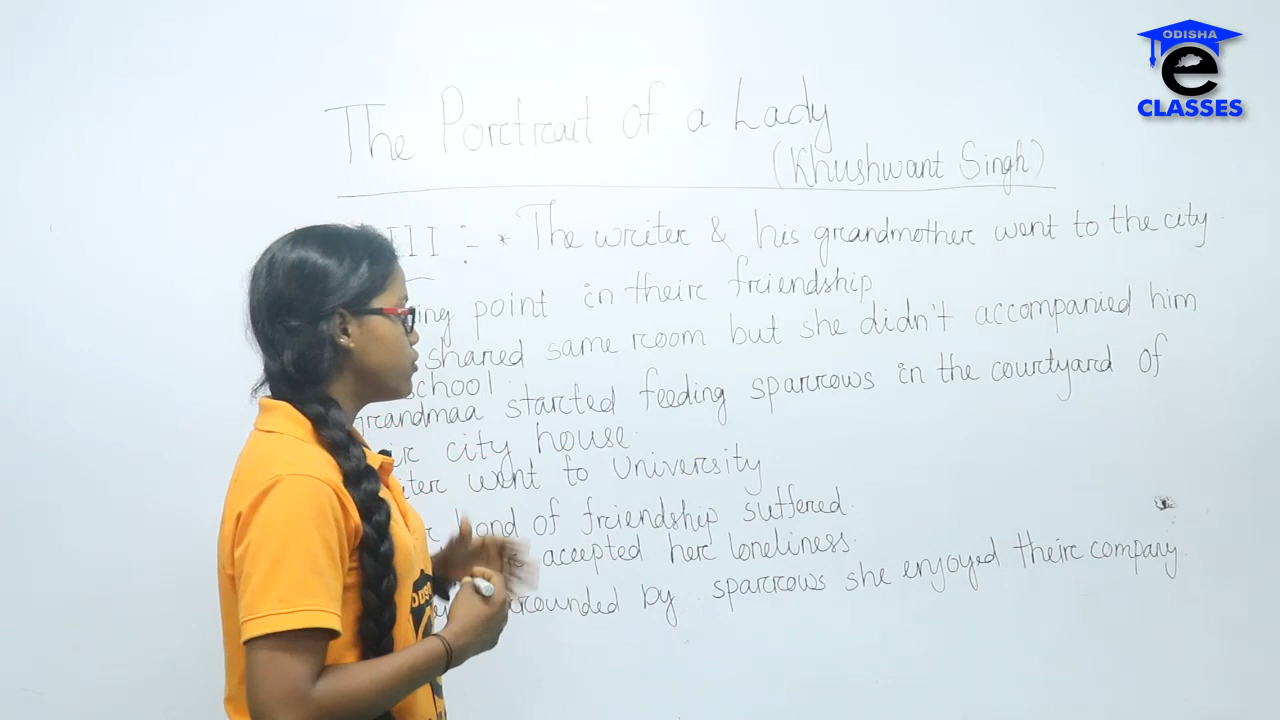 ODISHA
e
CLASSES
The Portrait of a Lady
(Khushwant Singh)
III :- * The writer & his grandmother went to the city.
point in their friendship
shared same room but she didn't accompanied him
school.
grandmaa started feeding sparrows in the courtyard of
city house.
went to University
bond of friendship suffered.
accepted her loneliness.
by sparrows she enjoyed their company.